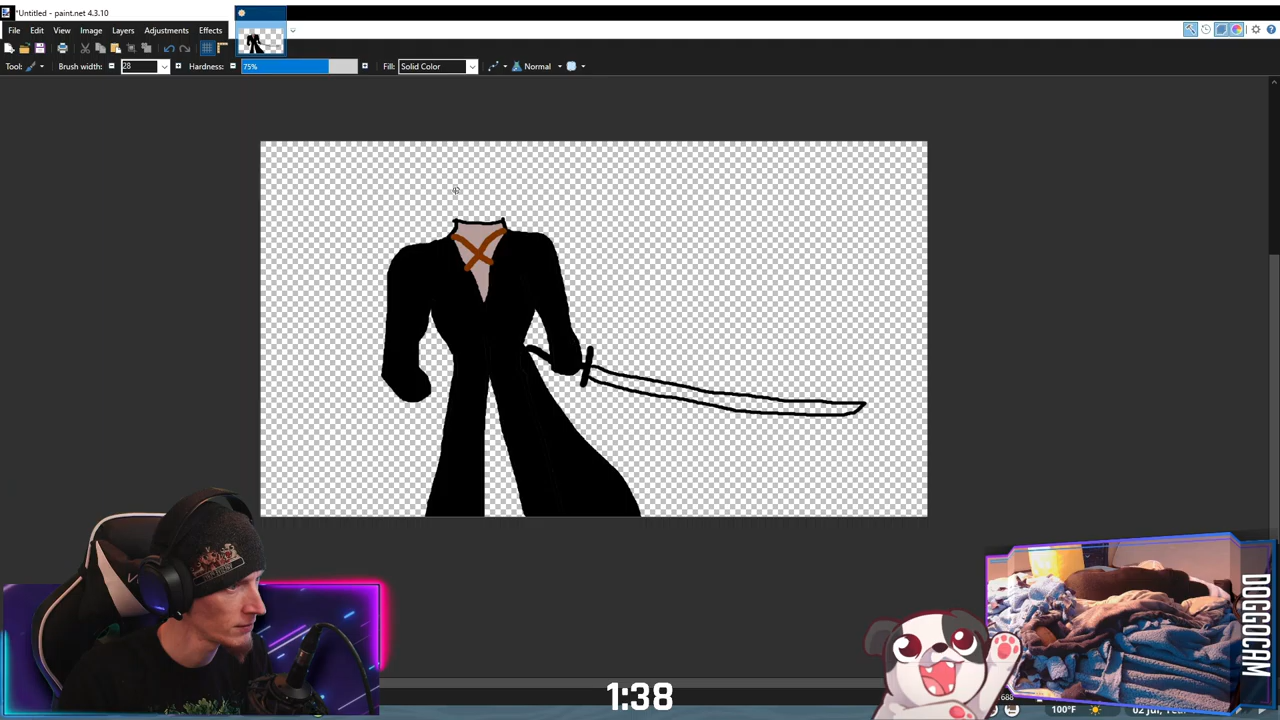 *Untitled - paint.net 4.3.10
File Edit View Image Layers Adjustments Effects
Tool: Brush width: 28 Hardness: 75% Fill: Solid Color Normal
DOGGOCAM
1:38
100°F